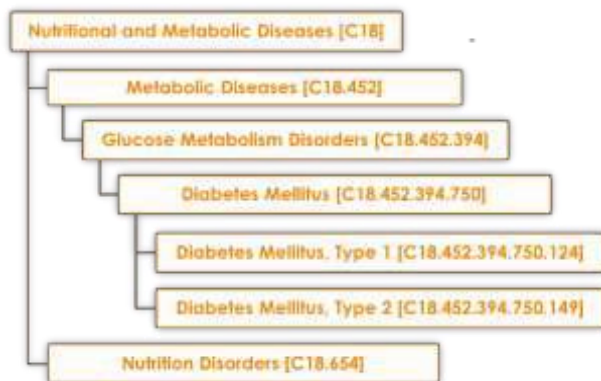 Nutritional and Metabolic Diseases [C18]
Metabolic Diseases [C18.452]
Glucose Metabolism Disorders (C18.452.394)
Diabetes Mellitus [C18.452.394.750]
Diabetes Mellitus, Type 1 [C18.452.394.750.124]
Diabetes Mellitus, Type 2 [C18.452.394.750.149]
Nutrition Disorders [C18.654]